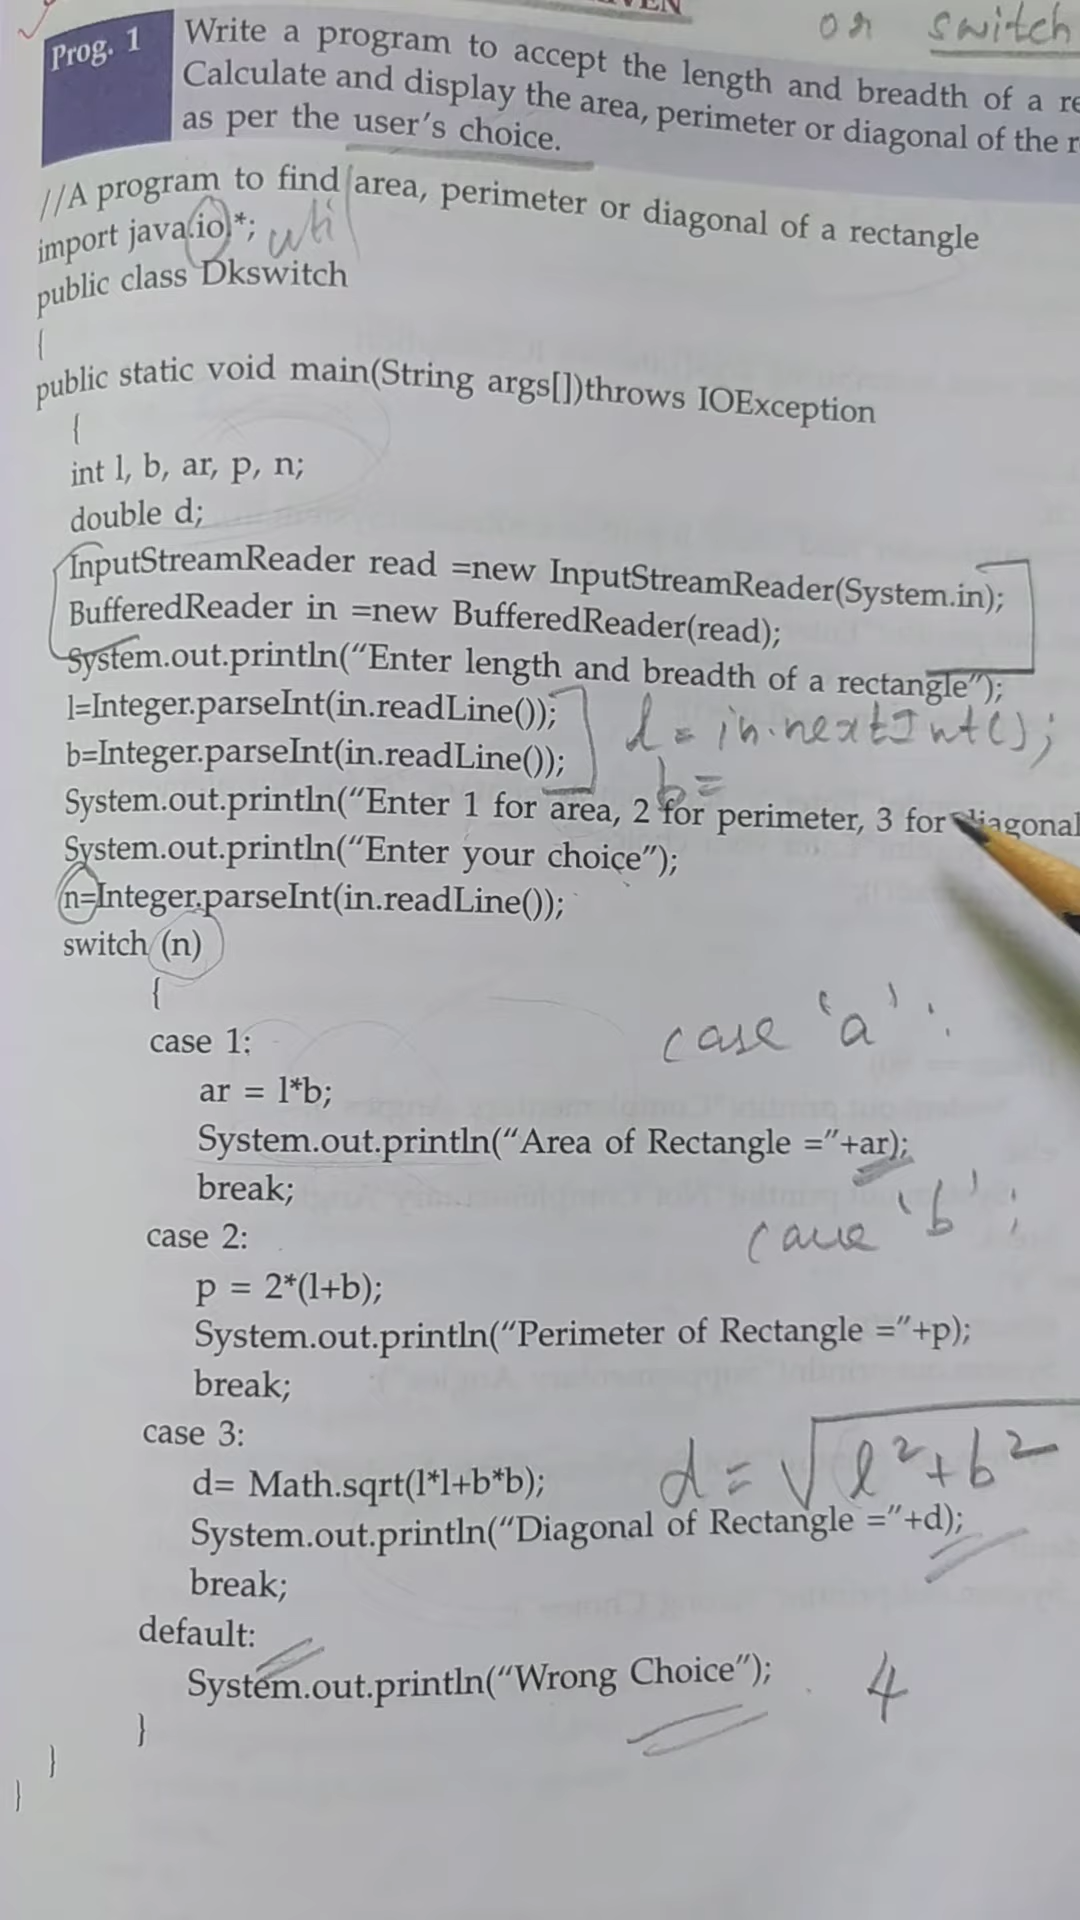 or switch
Prog. 1
Write a program to accept the length and breadth of a
Calculate and display the area, perimeter or diagonal of the
as per the user's choice.
//A program to find area, perimeter or diagonal of a rectangle
import java.io.*; util
public class Dkswitch
{
public static void main(String args[])throws IOException
{
int l, b, ar, p, n;
double d;
InputStreamReader read =new InputStreamReader(System.in);
BufferedReader in =new BufferedReader(read);
System.out.println("Enter length and breadth of a rectangle");
l=Integer.parseInt(in.readLine());
l = in.nextInt();
b=Integer.parseInt(in.readLine());
b=
System.out.println("Enter 1 for area, 2 for perimeter, 3 for diagonal
System.out.println("Enter your choice");
n=Integer.parseInt(in.readLine());
switch (n)
{
case 1:
case 'a' :
ar = l*b;
System.out.println("Area of Rectangle ="+ar);
break;
case 'b' :
case 2:
p = 2*(l+b);
System.out.println("Perimeter of Rectangle ="+p);
break;
case 3:
d= Math.sqrt(l*l+b*b);
d = √l²+b²
System.out.println("Diagonal of Rectangle ="+d);
break;
default:
System.out.println("Wrong Choice");
4
}
}
}